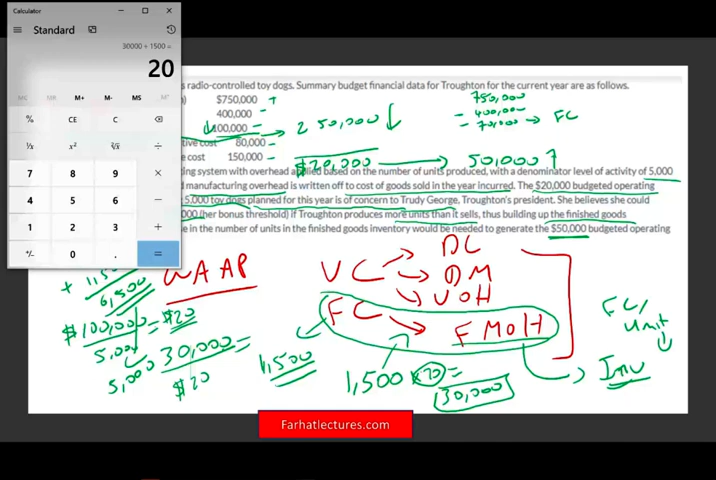 Calculator
Standard
30000 ÷ 1500 =
20
MC MR M+ M- MS
% CE C
¹/x x² ²√x ÷
7 8 9 ×
4 5 6 −
1 2 3 +
+/- 0 . =
s radio-controlled toy dogs. Summary budget financial data for Troughton for the current year are as follows.
$750,000 +
400,000 -
100,000 - → 250,000 ↓
tive cost 80,000 -
e cost 150,000 -
$20,000 → 50,000 ↑
750,000
- 400,000
- 70,000 → FC
ting system with overhead applied based on the number of units produced, with a denominator level of activity of 5,000
d manufacturing overhead is written off to cost of goods sold in the year incurred. The $20,000 budgeted operating
5,000 toy dogs planned for this year is of concern to Trudy George, Troughton's president. She believes she could
000 (her bonus threshold) if Troughton produces more units than it sells, thus building up the finished goods
e in the number of units in the finished goods inventory would be needed to generate the $50,000 budgeted operating
+ 1,500
6,500
GAAP
VC → DL
DM
VOH
FC → FMOH
$100,000 = $20
5,000
5,000
30,000 =
$20
1,500
1,500 × 20 =
30,000
FC/
Unit
↓
Inv
Farhatlectures.com